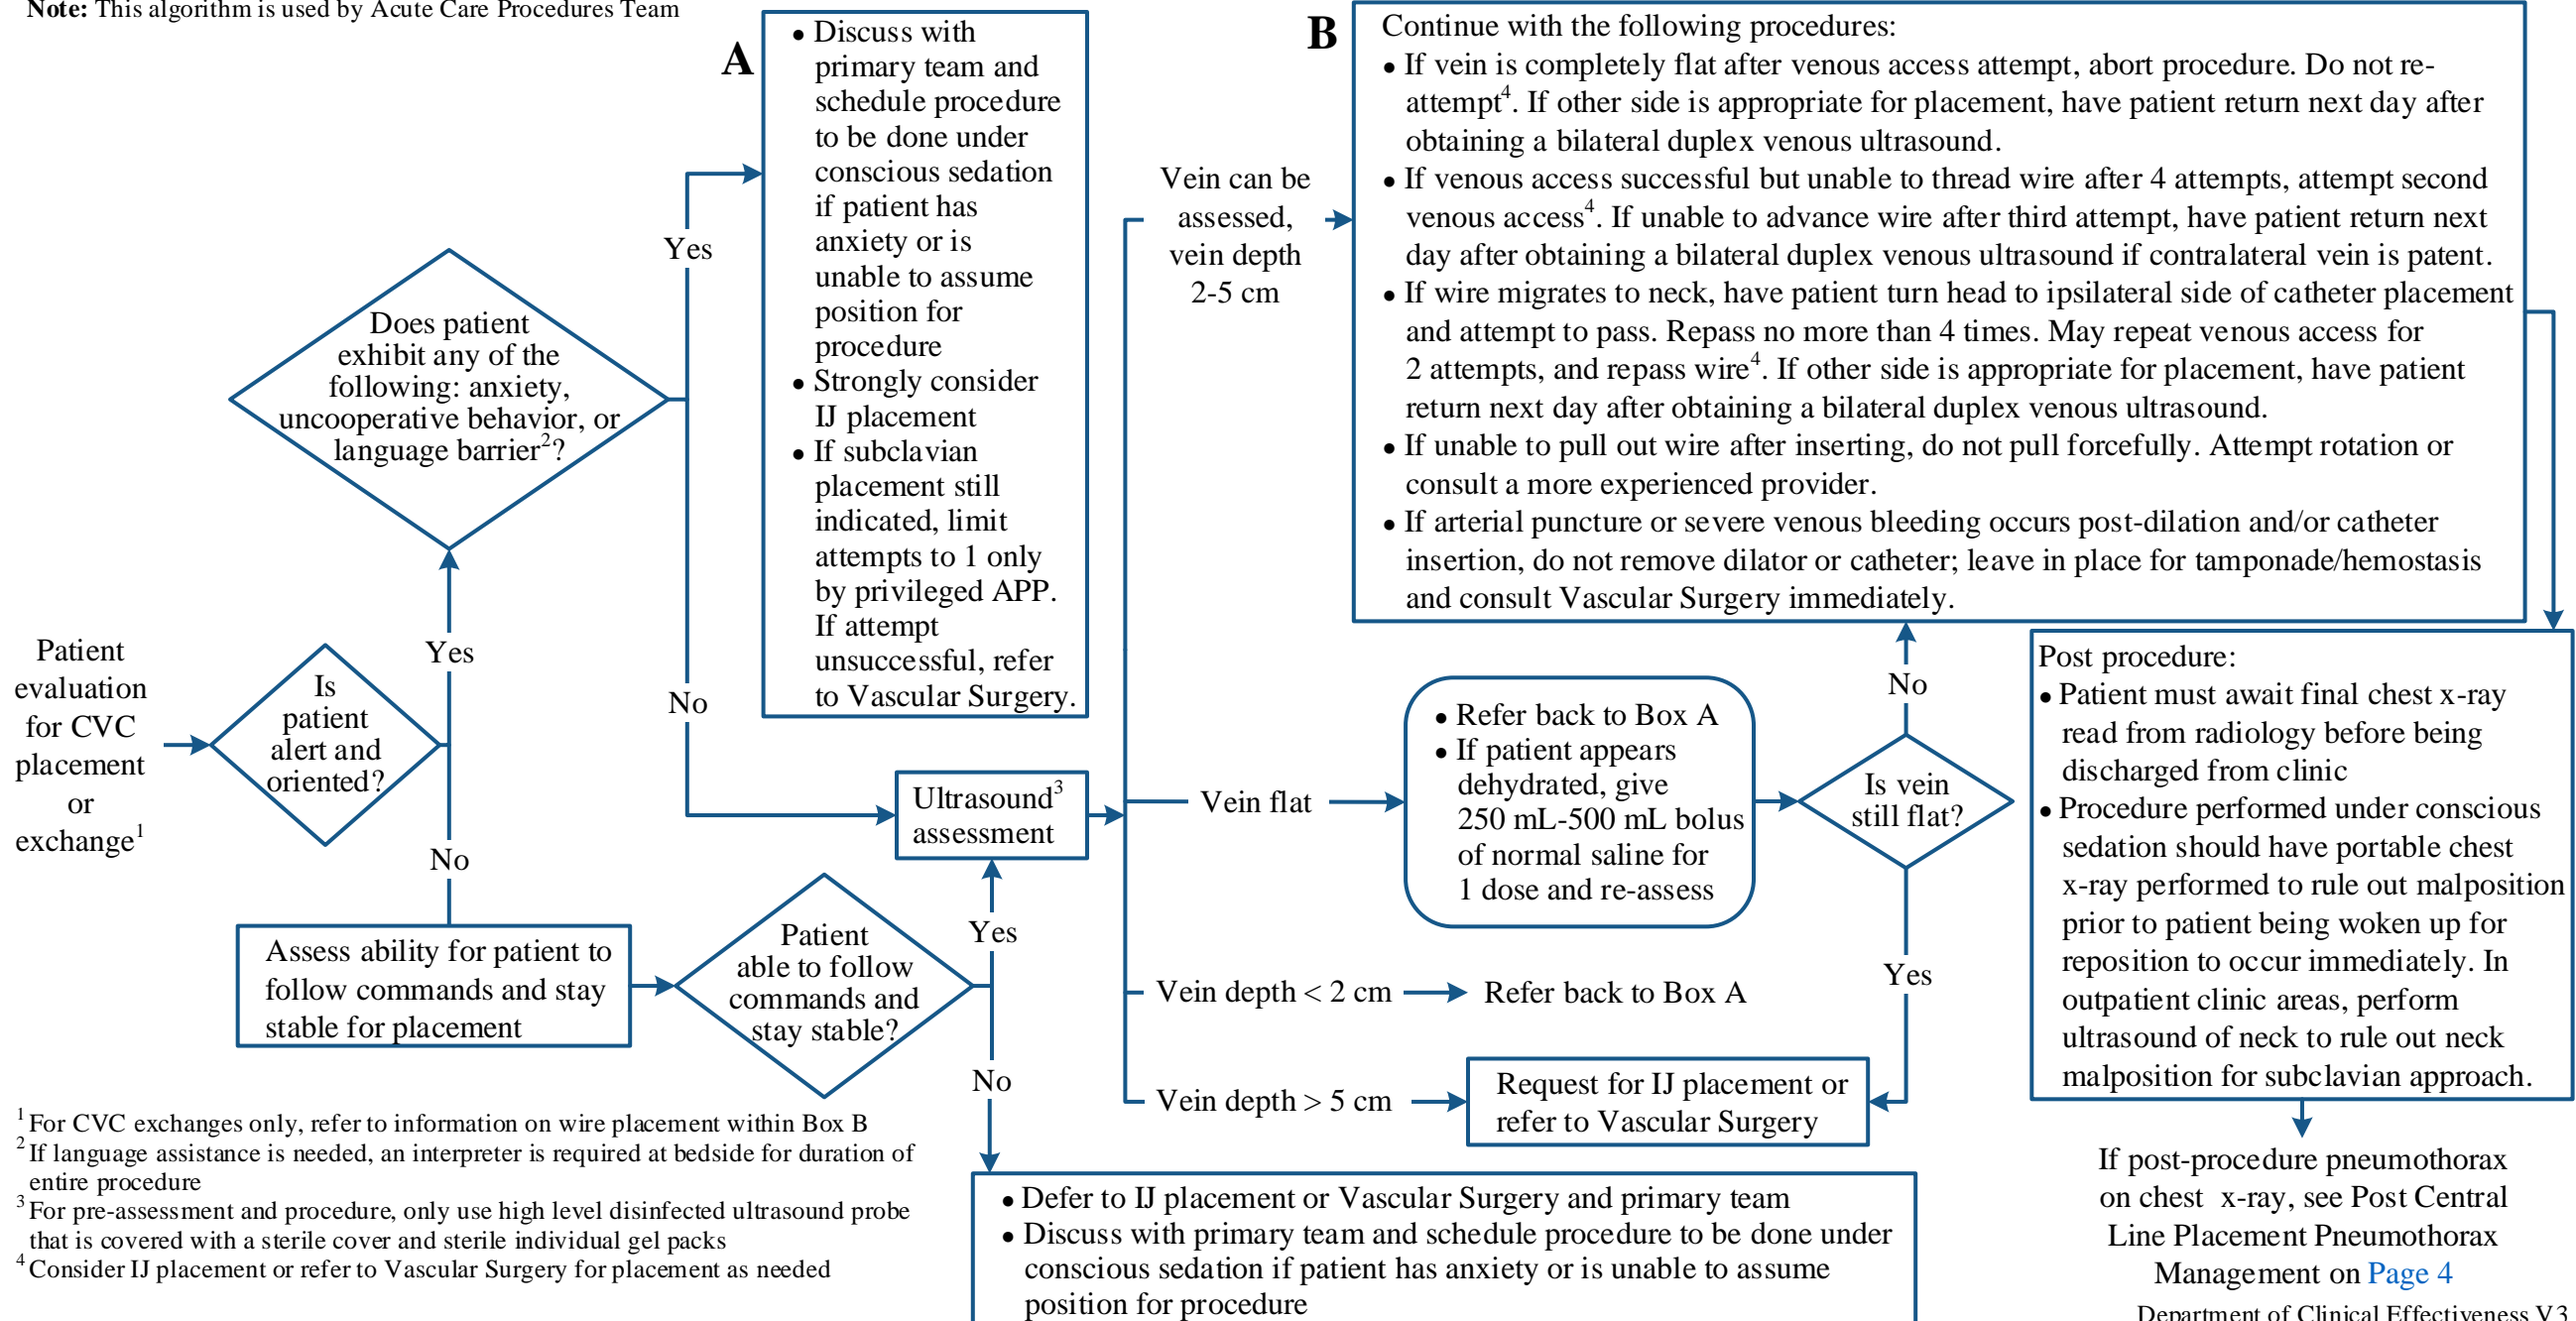 Note: This algorithm is used by Acute Care Procedures Team
Patient
evaluation
for CVC
placement
or
exchange1
Is
patient
alert and
oriented?
Yes
No
Does patient
exhibit any of the
following: anxiety,
uncooperative behavior, or
language barrier2?
Yes
No
Assess ability for patient to
follow commands and stay
stable for placement
Patient
able to follow
commands and
stay stable?
Yes
No
A
• Discuss with
primary team and
schedule procedure
to be done under
conscious sedation
if patient has
anxiety or is
unable to assume
position for
procedure
• Strongly consider
IJ placement
• If subclavian
placement still
indicated, limit
attempts to 1 only
by privileged APP.
If attempt
unsuccessful, refer
to Vascular Surgery.
Ultrasound3
assessment
Vein can be
assessed,
vein depth
2-5 cm
Vein flat
Vein depth < 2 cm
Refer back to Box A
Vein depth > 5 cm
Request for IJ placement or
refer to Vascular Surgery
• Refer back to Box A
• If patient appears
dehydrated, give
250 mL-500 mL bolus
of normal saline for
1 dose and re-assess
Is vein
still flat?
No
Yes
B
Continue with the following procedures:
• If vein is completely flat after venous access attempt, abort procedure. Do not re-
attempt4. If other side is appropriate for placement, have patient return next day after
obtaining a bilateral duplex venous ultrasound.
• If venous access successful but unable to thread wire after 4 attempts, attempt second
venous access4. If unable to advance wire after third attempt, have patient return next
day after obtaining a bilateral duplex venous ultrasound if contralateral vein is patent.
• If wire migrates to neck, have patient turn head to ipsilateral side of catheter placement
and attempt to pass. Repass no more than 4 times. May repeat venous access for
2 attempts, and repass wire4. If other side is appropriate for placement, have patient
return next day after obtaining a bilateral duplex venous ultrasound.
• If unable to pull out wire after inserting, do not pull forcefully. Attempt rotation or
consult a more experienced provider.
• If arterial puncture or severe venous bleeding occurs post-dilation and/or catheter
insertion, do not remove dilator or catheter; leave in place for tamponade/hemostasis
and consult Vascular Surgery immediately.
Post procedure:
• Patient must await final chest x-ray
read from radiology before being
discharged from clinic
• Procedure performed under conscious
sedation should have portable chest
x-ray performed to rule out malposition
prior to patient being woken up for
reposition to occur immediately. In
outpatient clinic areas, perform
ultrasound of neck to rule out neck
malposition for subclavian approach.
If post-procedure pneumothorax
on chest x-ray, see Post Central
Line Placement Pneumothorax
Management on Page 4
• Defer to IJ placement or Vascular Surgery and primary team
• Discuss with primary team and schedule procedure to be done under
conscious sedation if patient has anxiety or is unable to assume
position for procedure
1 For CVC exchanges only, refer to information on wire placement within Box B
2 If language assistance is needed, an interpreter is required at bedside for duration of
entire procedure
3 For pre-assessment and procedure, only use high level disinfected ultrasound probe
that is covered with a sterile cover and sterile individual gel packs
4 Consider IJ placement or refer to Vascular Surgery for placement as needed
Department of Clinical Effectiveness V3